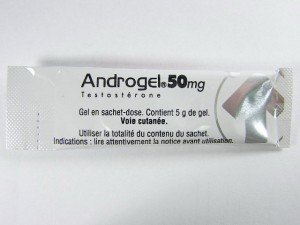 Androgel® 50mg
Testostérone
Gel en sachet-dose. Contient 5 g de gel.
Voie cutanée.
Utiliser la totalité du contenu du sachet.
Indications : lire attentivement la notice avant utilisation.